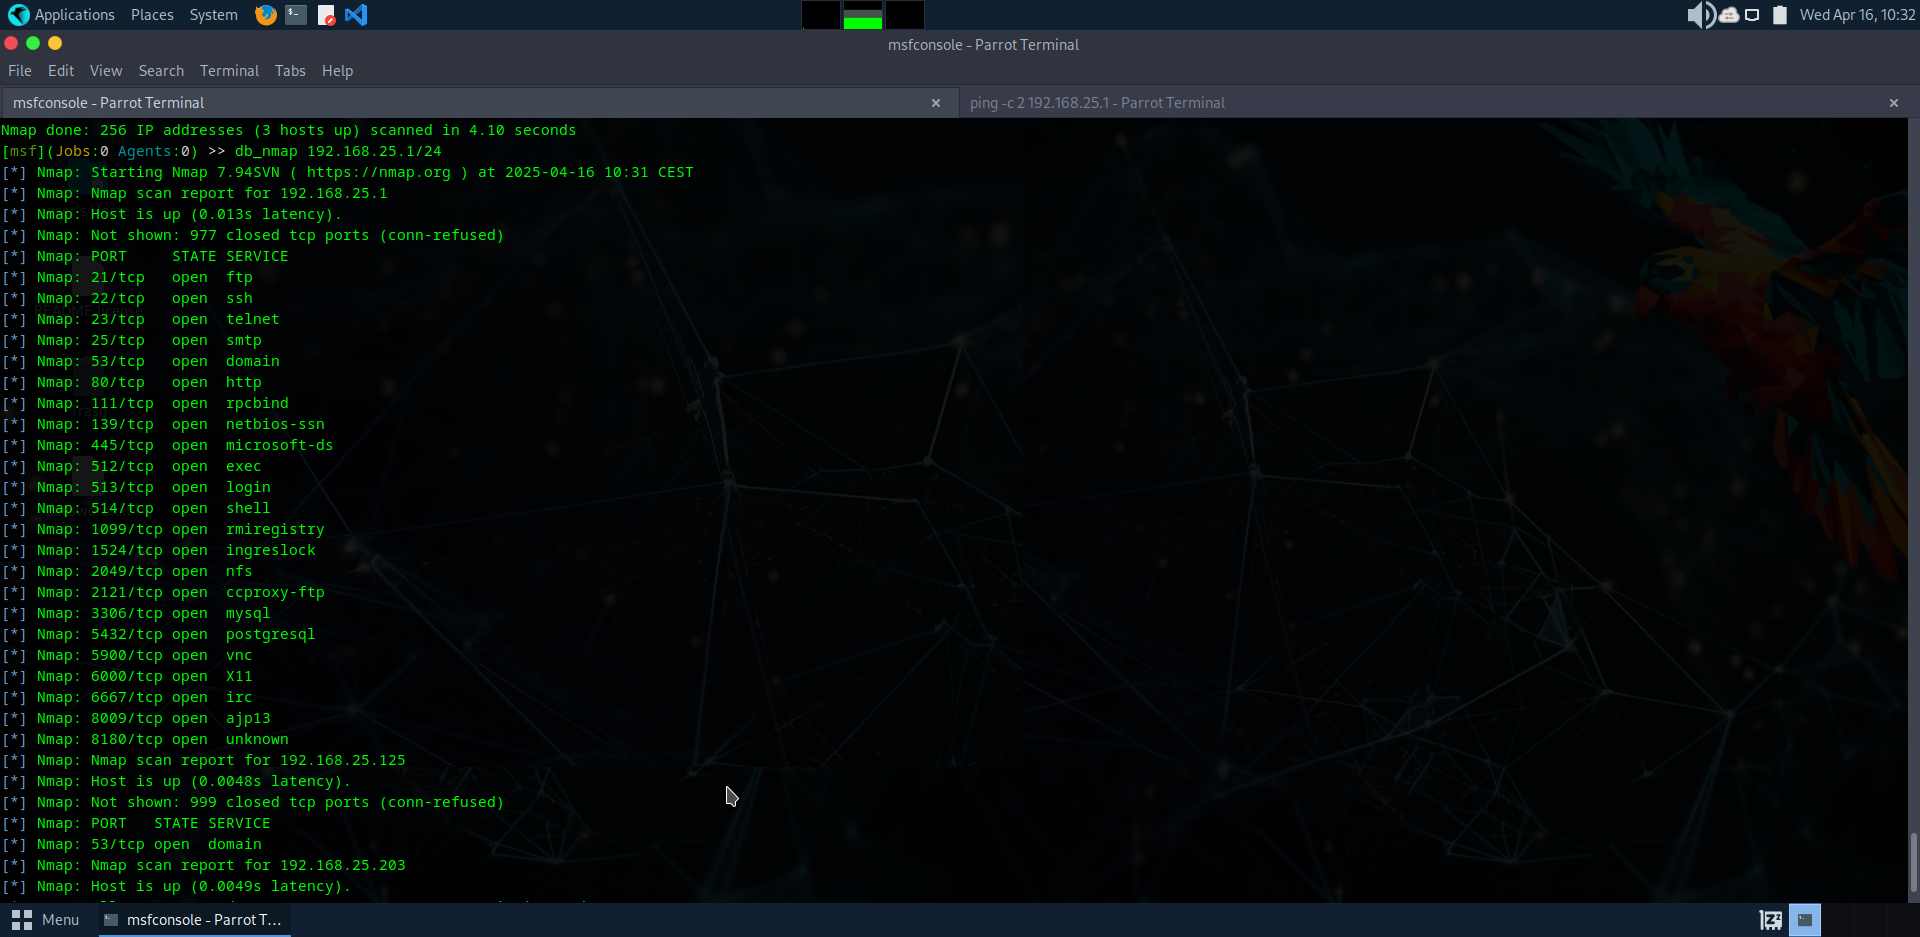 Applications Places System
Wed Apr 16, 10:32
msfconsole - Parrot Terminal
File Edit View Search Terminal Tabs Help
msfconsole - Parrot Terminal
ping -c 2 192.168.25.1 - Parrot Terminal
Nmap done: 256 IP addresses (3 hosts up) scanned in 4.10 seconds
[msf](Jobs:0 Agents:0) >> db_nmap 192.168.25.1/24
[*] Nmap: Starting Nmap 7.94SVN ( https://nmap.org ) at 2025-04-16 10:31 CEST
[*] Nmap: Nmap scan report for 192.168.25.1
[*] Nmap: Host is up (0.013s latency).
[*] Nmap: Not shown: 977 closed tcp ports (conn-refused)
[*] Nmap: PORT     STATE SERVICE
[*] Nmap: 21/tcp   open  ftp
[*] Nmap: 22/tcp   open  ssh
[*] Nmap: 23/tcp   open  telnet
[*] Nmap: 25/tcp   open  smtp
[*] Nmap: 53/tcp   open  domain
[*] Nmap: 80/tcp   open  http
[*] Nmap: 111/tcp  open  rpcbind
[*] Nmap: 139/tcp  open  netbios-ssn
[*] Nmap: 445/tcp  open  microsoft-ds
[*] Nmap: 512/tcp  open  exec
[*] Nmap: 513/tcp  open  login
[*] Nmap: 514/tcp  open  shell
[*] Nmap: 1099/tcp open  rmiregistry
[*] Nmap: 1524/tcp open  ingreslock
[*] Nmap: 2049/tcp open  nfs
[*] Nmap: 2121/tcp open  ccproxy-ftp
[*] Nmap: 3306/tcp open  mysql
[*] Nmap: 5432/tcp open  postgresql
[*] Nmap: 5900/tcp open  vnc
[*] Nmap: 6000/tcp open  X11
[*] Nmap: 6667/tcp open  irc
[*] Nmap: 8009/tcp open  ajp13
[*] Nmap: 8180/tcp open  unknown
[*] Nmap: Nmap scan report for 192.168.25.125
[*] Nmap: Host is up (0.0048s latency).
[*] Nmap: Not shown: 999 closed tcp ports (conn-refused)
[*] Nmap: PORT   STATE SERVICE
[*] Nmap: 53/tcp open  domain
[*] Nmap: Nmap scan report for 192.168.25.203
[*] Nmap: Host is up (0.0049s latency).
Menu
msfconsole - Parrot T...